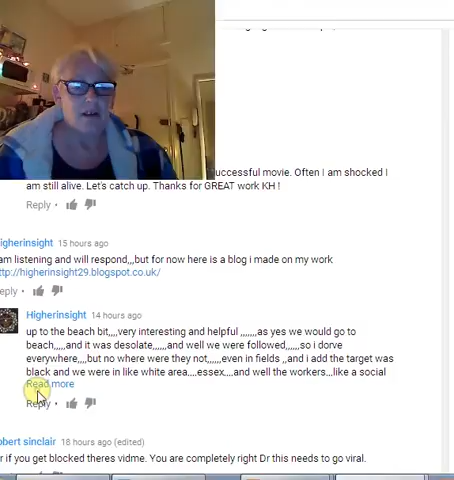 uccessful movie. Often I am shocked I
am still alive. Let's catch up. Thanks for GREAT work KH !
Reply •
igherinsight 15 hours ago
am listening and will respond,,,but for now here is a blog i made on my work
ttp://higherinsight29.blogspot.co.uk/
eply •
Higherinsight 14 hours ago
up to the beach bit,,,,very interesting and helpful ,,,,,,,as yes we would go to
beach,,,,,and it was desolate,,,,,and well we were followed,,,,,,so i dorve
everywhere,,,,but no where were they not,,,,,even in fields ,,and i add the target was
black and we were in like white area....essex....and well the workers...like a social
Read more
Reply •
obert sinclair 18 hours ago (edited)
r if you get blocked theres vidme. You are completely right Dr this needs to go viral.